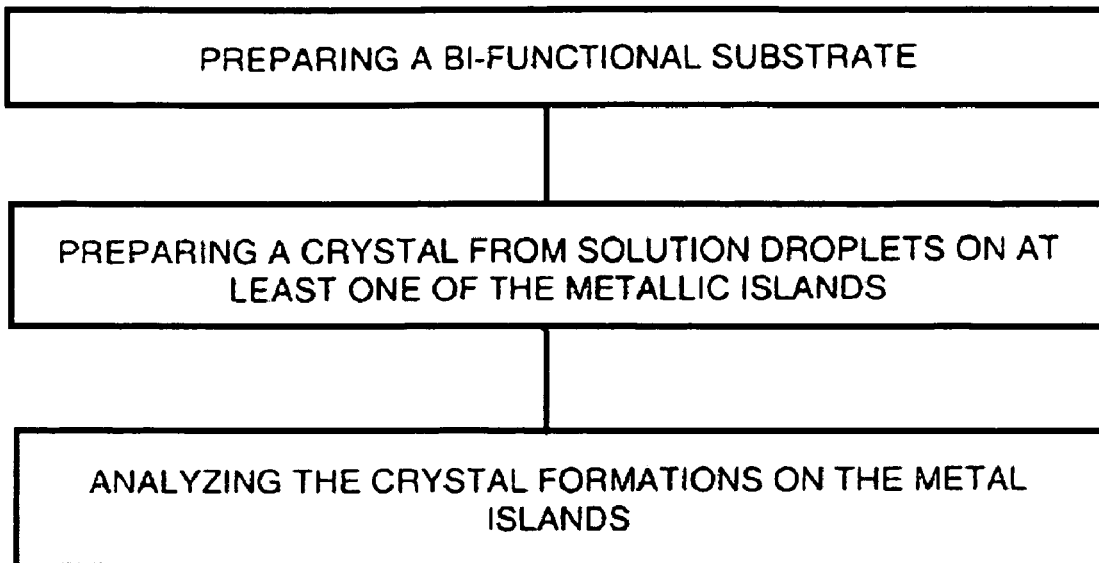 PREPARING A BI-FUNCTIONAL SUBSTRATE
PREPARING A CRYSTAL FROM SOLUTION DROPLETS ON AT
LEAST ONE OF THE METALLIC ISLANDS
ANALYZING THE CRYSTAL FORMATIONS ON THE METAL
ISLANDS